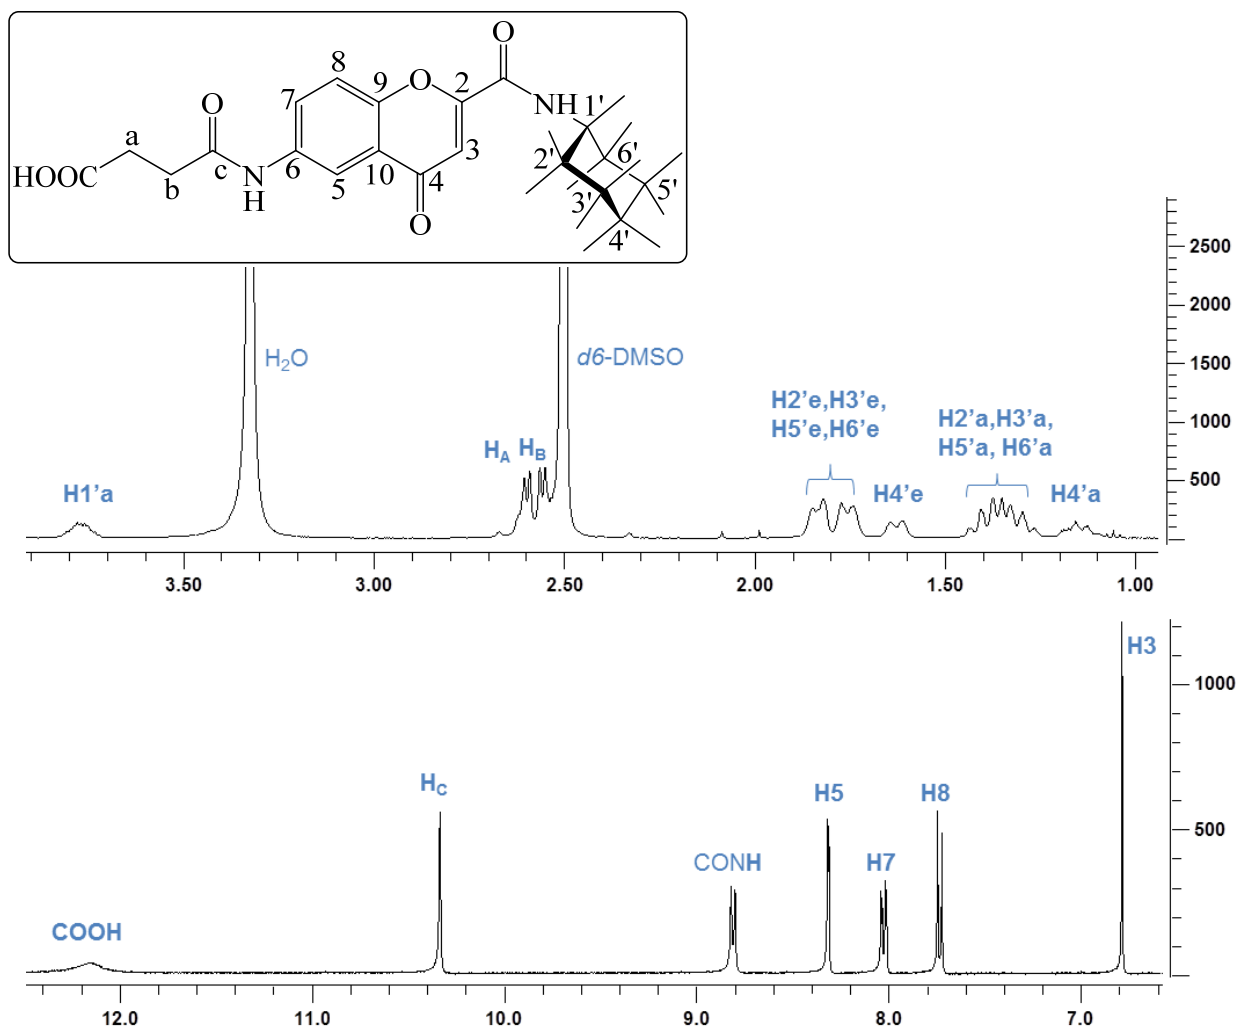 O
8
9
O
2
NH
1'
7
O
a
HOOC
b
c
N
H
6
5
10
4
O
3
2'
6'
3'
5'
4'
2500
2000
1500
1000
500
H2O
d6-DMSO
H2'e,H3'e,
H5'e,H6'e
H2'a,H3'a,
H5'a, H6'a
HA HB
H1'a
H4'e
H4'a
3.50 3.00 2.50 2.00 1.50 1.00
H3
1000
HC
H5
H8
500
CONH
H7
COOH
12.0 11.0 10.0 9.0 8.0 7.0